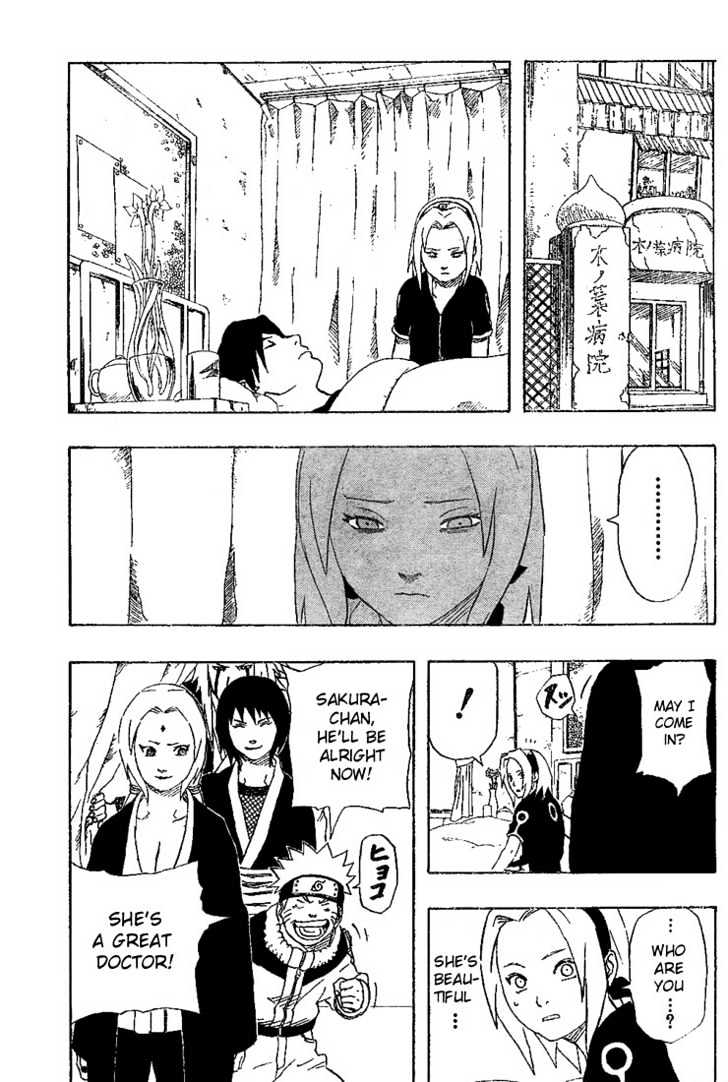 木ノ葉病院
木ノ葉病院
………
MAY I
COME
IN?
スッ
!
SAKURA-
CHAN,
HE'LL BE
ALRIGHT
NOW!
ヒョコ
SHE'S
A GREAT
DOCTOR!
…
WHO
ARE
YOU
…?
SHE'S
BEAU-
TIFUL
…